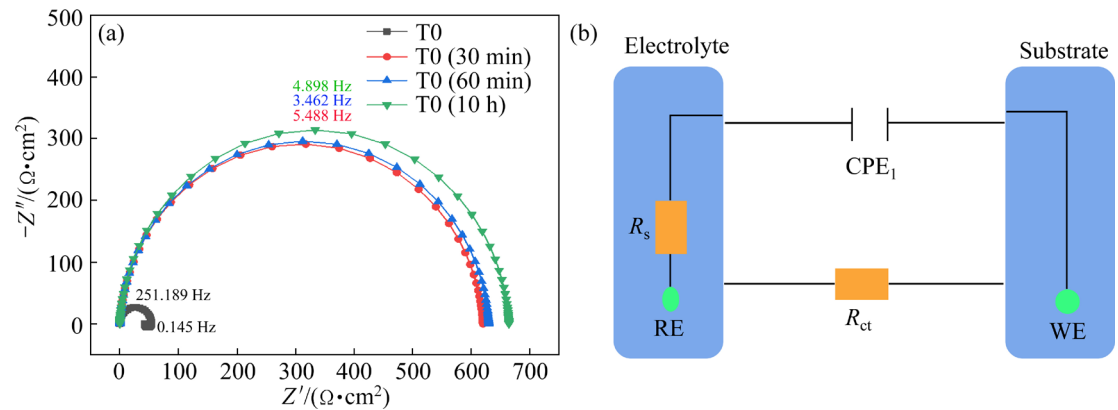 (a)
T0
T0 (30 min)
T0 (60 min)
T0 (10 h)
4.898 Hz
3.462 Hz
5.488 Hz
251.189 Hz
0.145 Hz
500
400
300
200
100
0
0 100 200 300 400 500 600 700
−Z″/(Ω•cm²)
Z′/(Ω•cm²)
(b)
Electrolyte
Substrate
CPE₁
Rₛ
RE
R_ct
WE